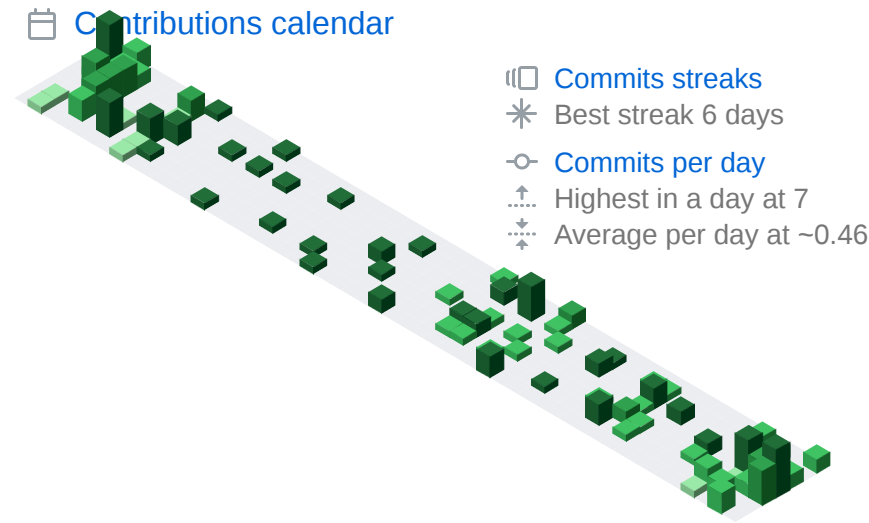 Contributions calendar
Commits streaks
Best streak 6 days
Commits per day
Highest in a day at 7
Average per day at ~0.46